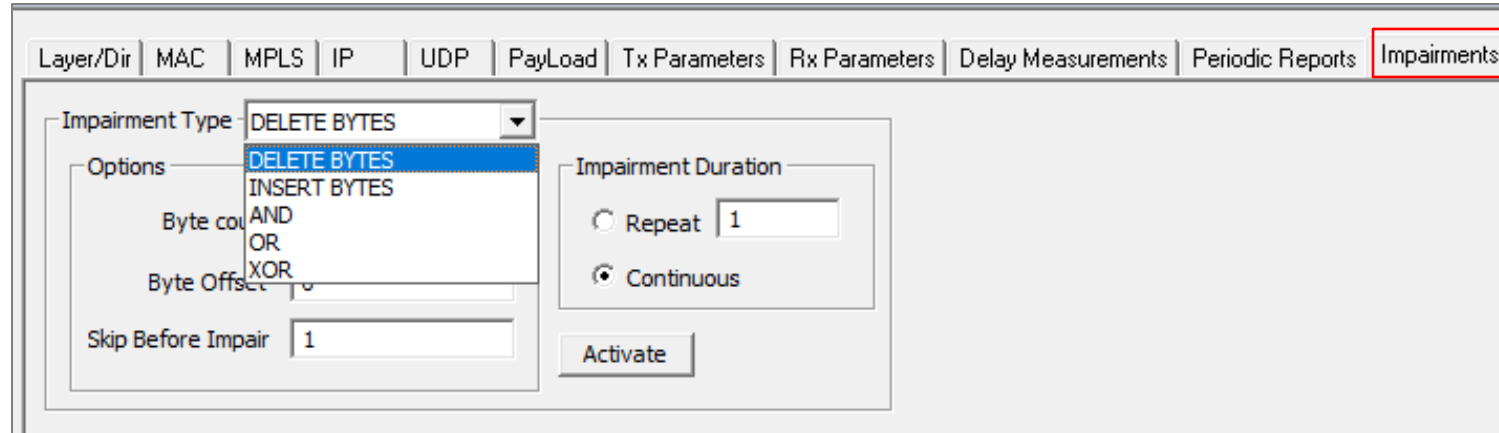 Layer/Dir MAC MPLS IP UDP PayLoad Tx Parameters Rx Parameters Delay Measurements Periodic Reports Impairments
Impairment Type DELETE BYTES
Options DELETE BYTES Impairment Duration
INSERT BYTES
Byte AND Repeat 1
OR
Byte XOR Continuous
Skip Before Impair 1 Activate